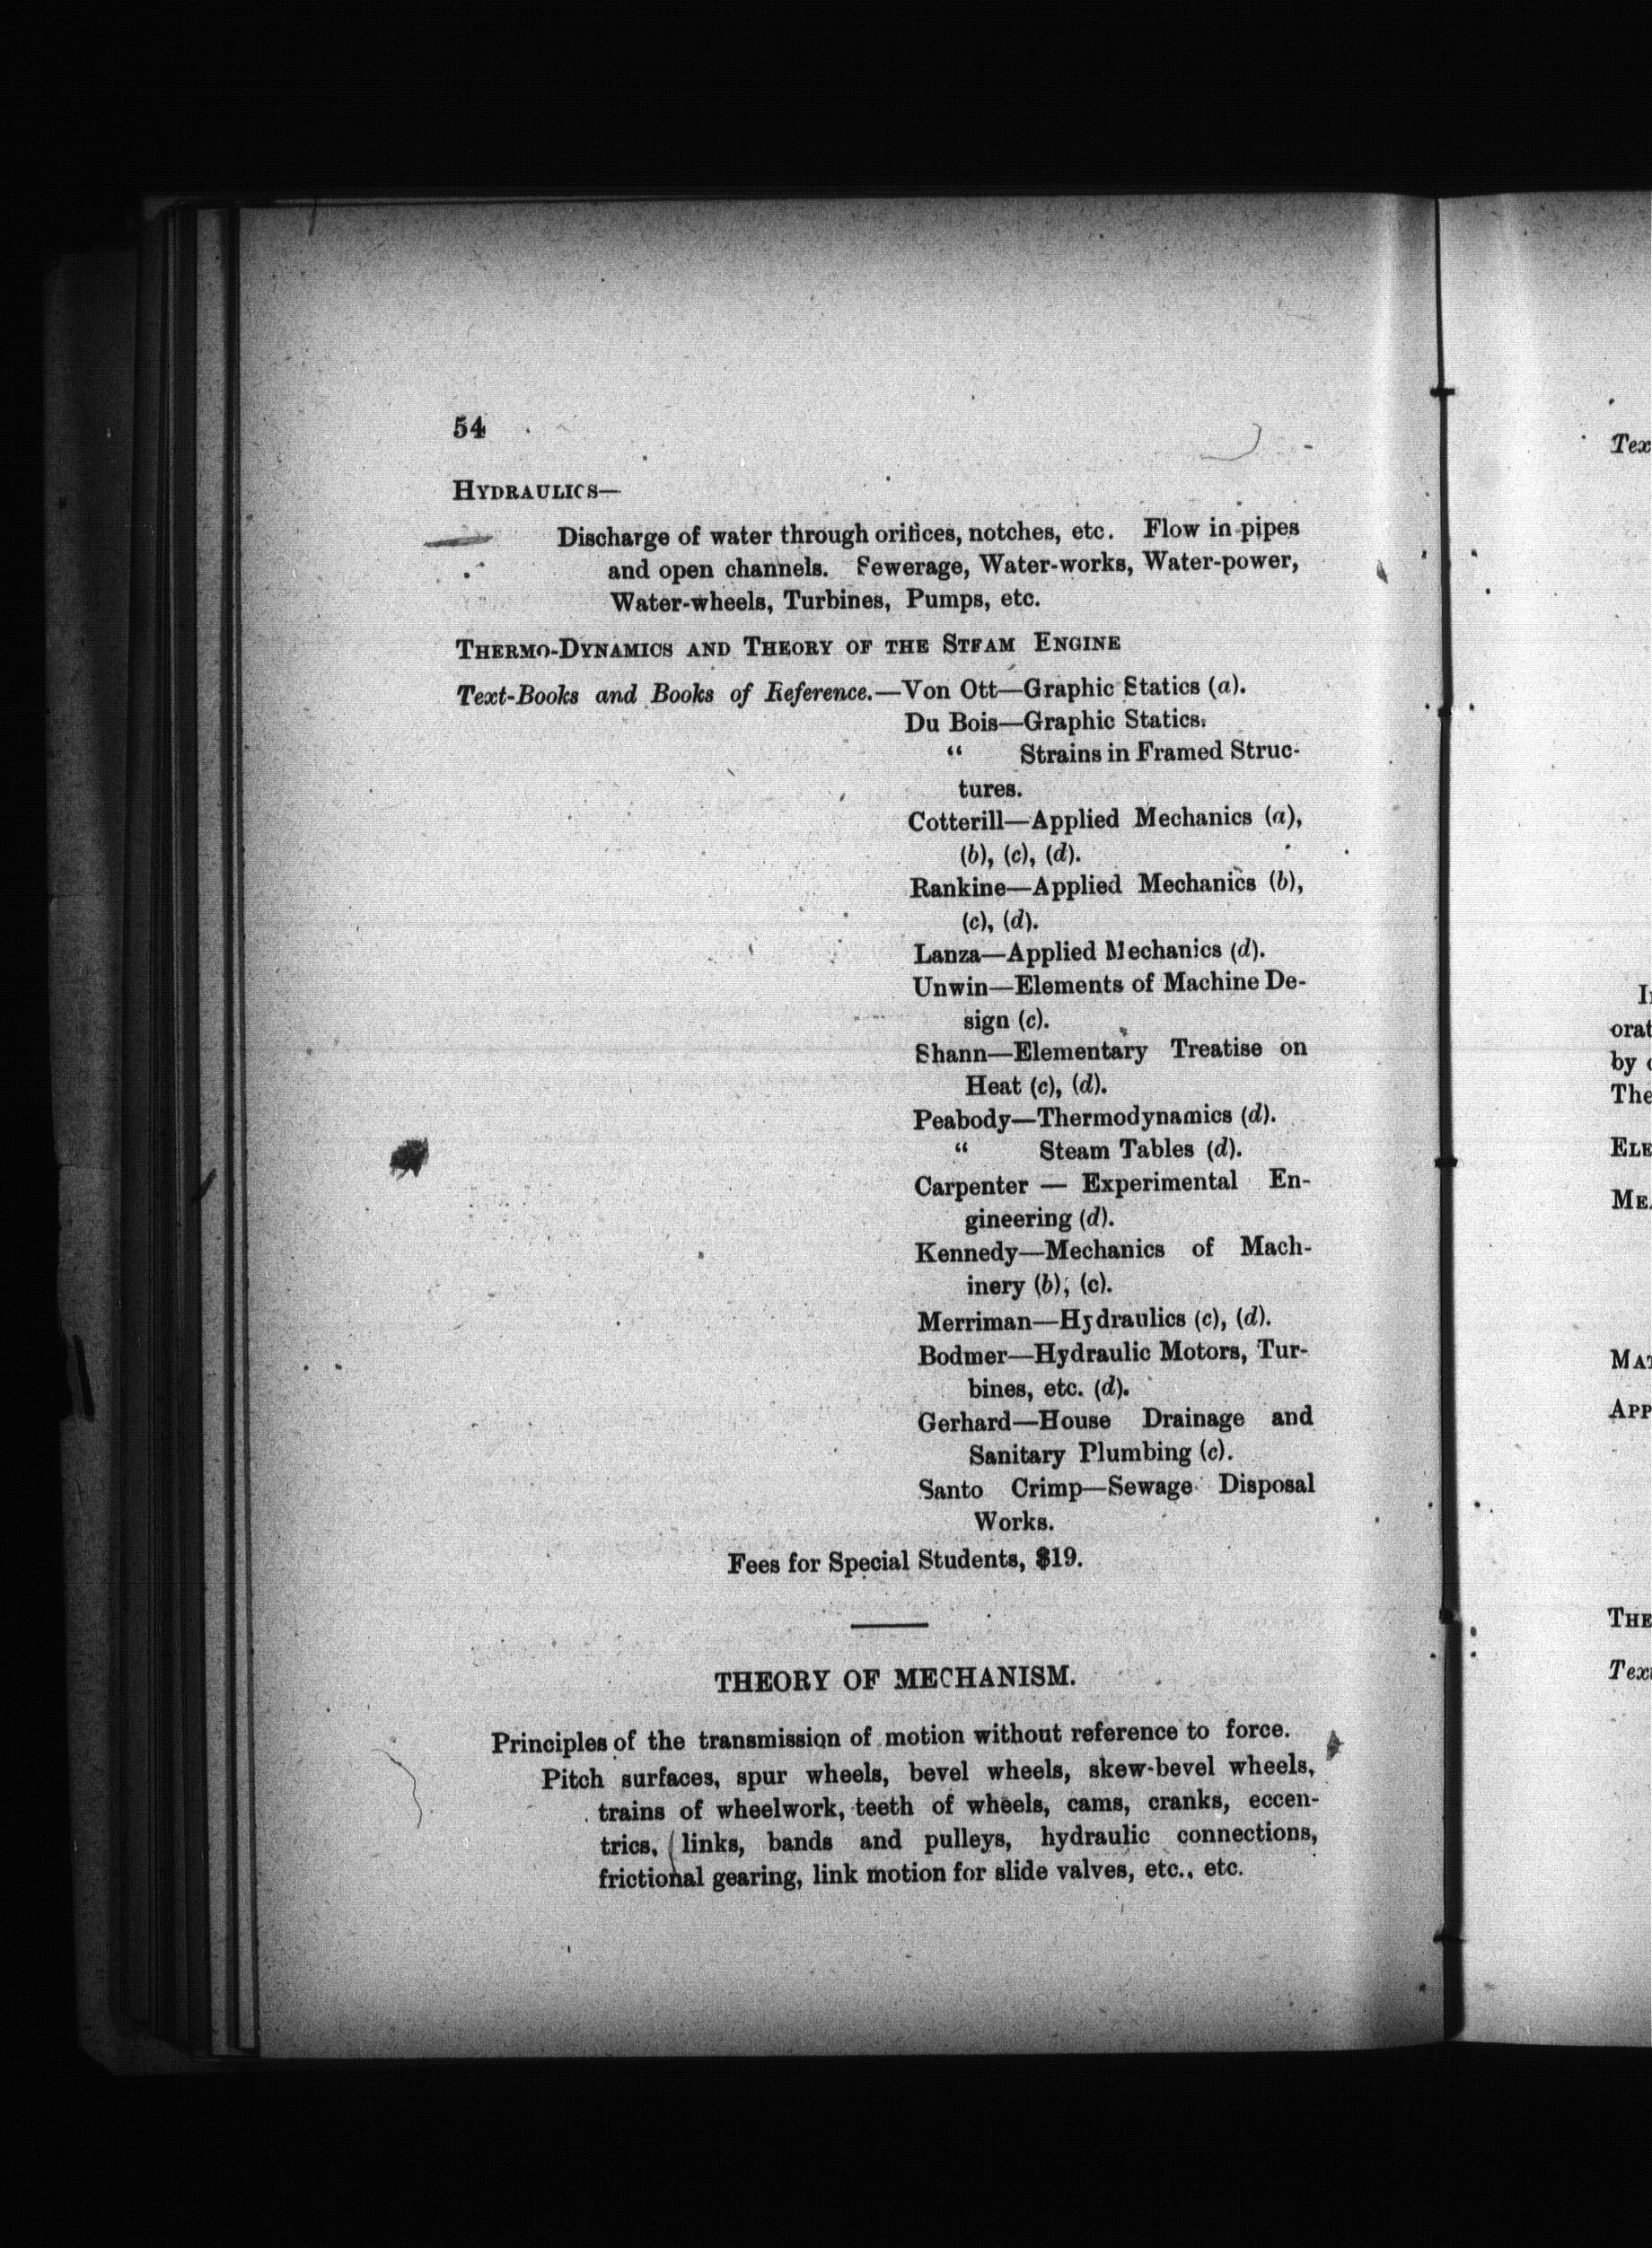 54
HYDRAULICS—
Discharge of water through orifices, notches, etc. Flow in pipes
and open channels. Sewerage, Water-works, Water-power,
Water-wheels, Turbines, Pumps, etc.
THERMO-DYNAMICS AND THEORY OF THE STEAM ENGINE
Text-Books and Books of Reference.—Von Ott—Graphic Statics (a).
Du Bois—Graphic Statics.
“ Strains in Framed Struc-
tures.
Cotterill—Applied Mechanics (a),
(b), (c), (d).
Rankine—Applied Mechanics (b),
(c), (d).
Lanza—Applied Mechanics (d).
Unwin—Elements of Machine De-
sign (c).
Shann—Elementary Treatise on
Heat (c), (d).
Peabody—Thermodynamics (d).
“ Steam Tables (d).
Carpenter — Experimental En-
gineering (d).
Kennedy—Mechanics of Mach-
inery (b), (c).
Merriman—Hydraulics (c), (d).
Bodmer—Hydraulic Motors, Tur-
bines, etc. (d).
Gerhard—House Drainage and
Sanitary Plumbing (c).
Santo Crimp—Sewage Disposal
Works.
Fees for Special Students, $19.
THEORY OF MECHANISM.
Principles of the transmission of motion without reference to force.
Pitch surfaces, spur wheels, bevel wheels, skew-bevel wheels,
trains of wheelwork, teeth of wheels, cams, cranks, eccen-
trics, links, bands and pulleys, hydraulic connections,
frictional gearing, link motion for slide valves, etc., etc.
by
The